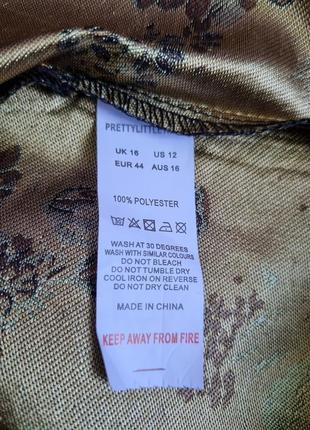 PRETTYLITTLE
UK 16 US 12
EUR 44 AUS 16
100% POLYESTER
WASH AT 30 DEGREES
WASH WITH SIMILAR COLOURS
DO NOT BLEACH
DO NOT TUMBLE DRY
COOL IRON ON REVERSE
DO NOT DRY CLEAN
MADE IN CHINA
KEEP AWAY FROM FIRE